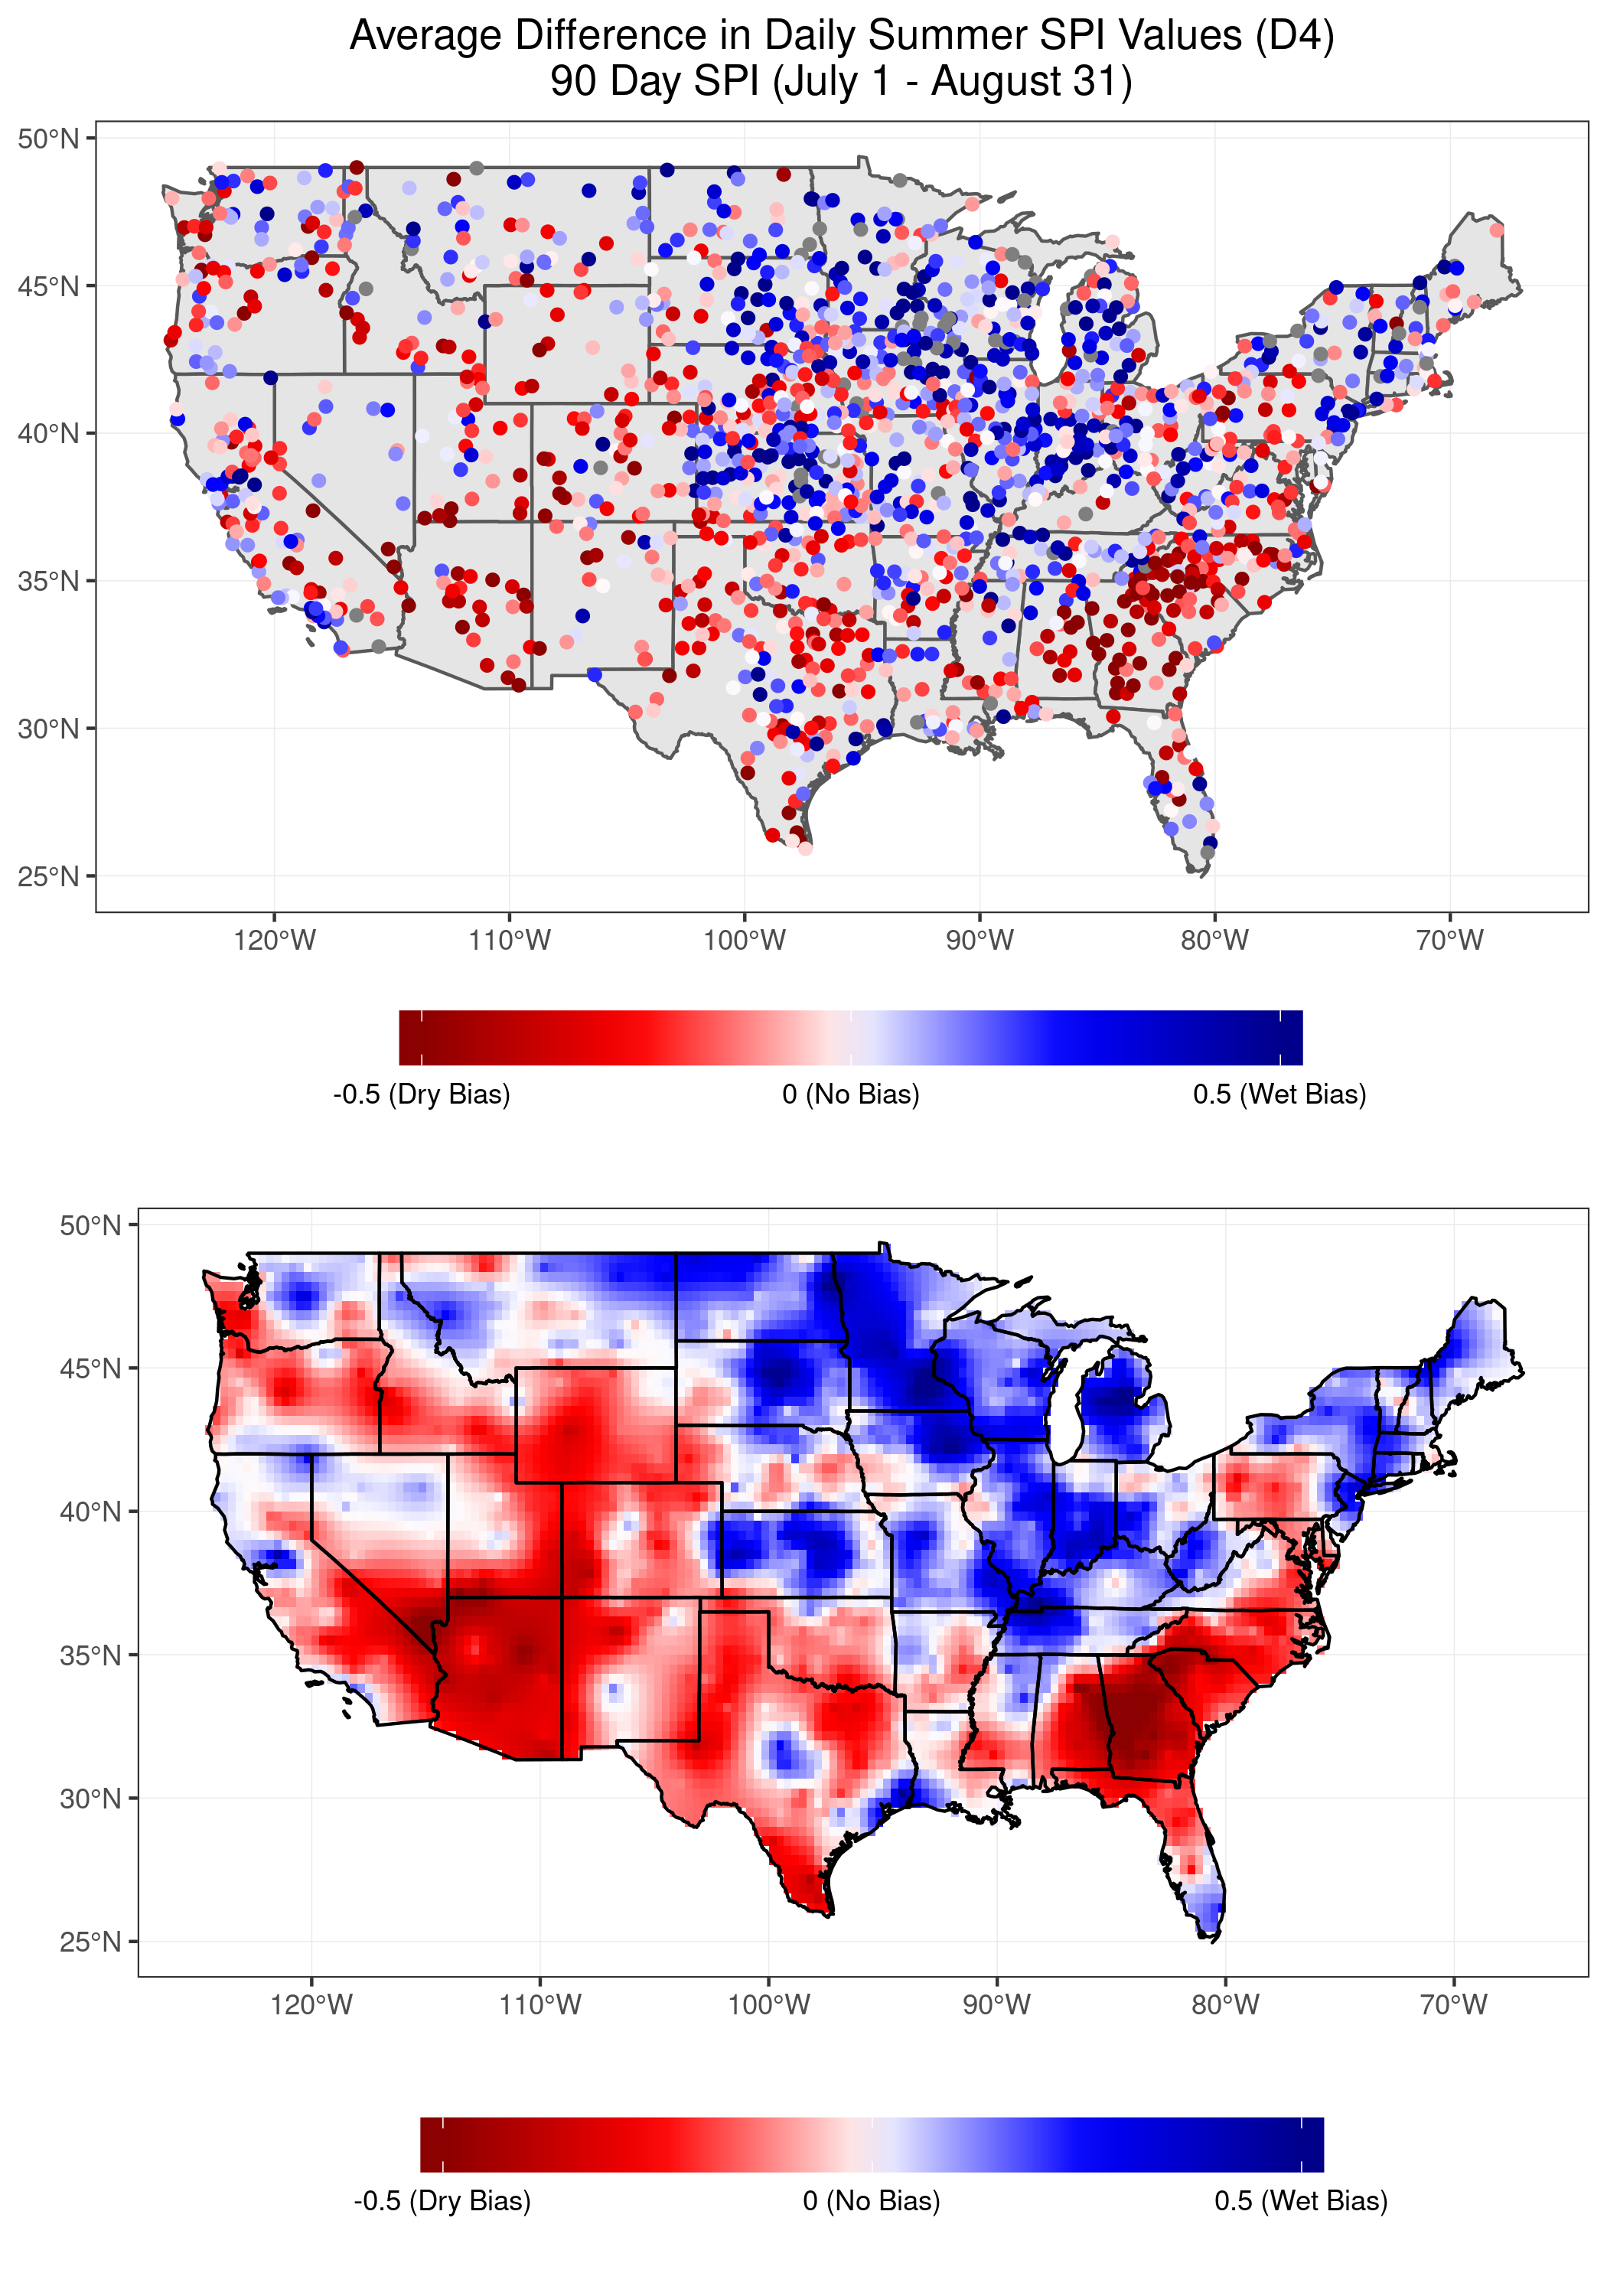 Average Difference in Daily Summer SPI Values (D4)
90 Day SPI (July 1 - August 31)
50°N
45°N
40°N
35°N
30°N
25°N
120°W 110°W 100°W 90°W 80°W 70°W
-0.5 (Dry Bias) 0 (No Bias) 0.5 (Wet Bias)
50°N
45°N
40°N
35°N
30°N
25°N
120°W 110°W 100°W 90°W 80°W 70°W
-0.5 (Dry Bias) 0 (No Bias) 0.5 (Wet Bias)